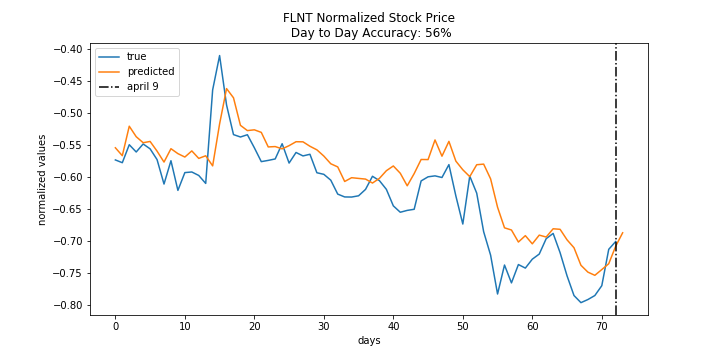 FLNT Normalized Stock Price
Day to Day Accuracy: 56%
true
predicted
april 9
normalized values
−0.40
−0.45
−0.50
−0.55
−0.60
−0.65
−0.70
−0.75
−0.80
0 10 20 30 40 50 60 70
days